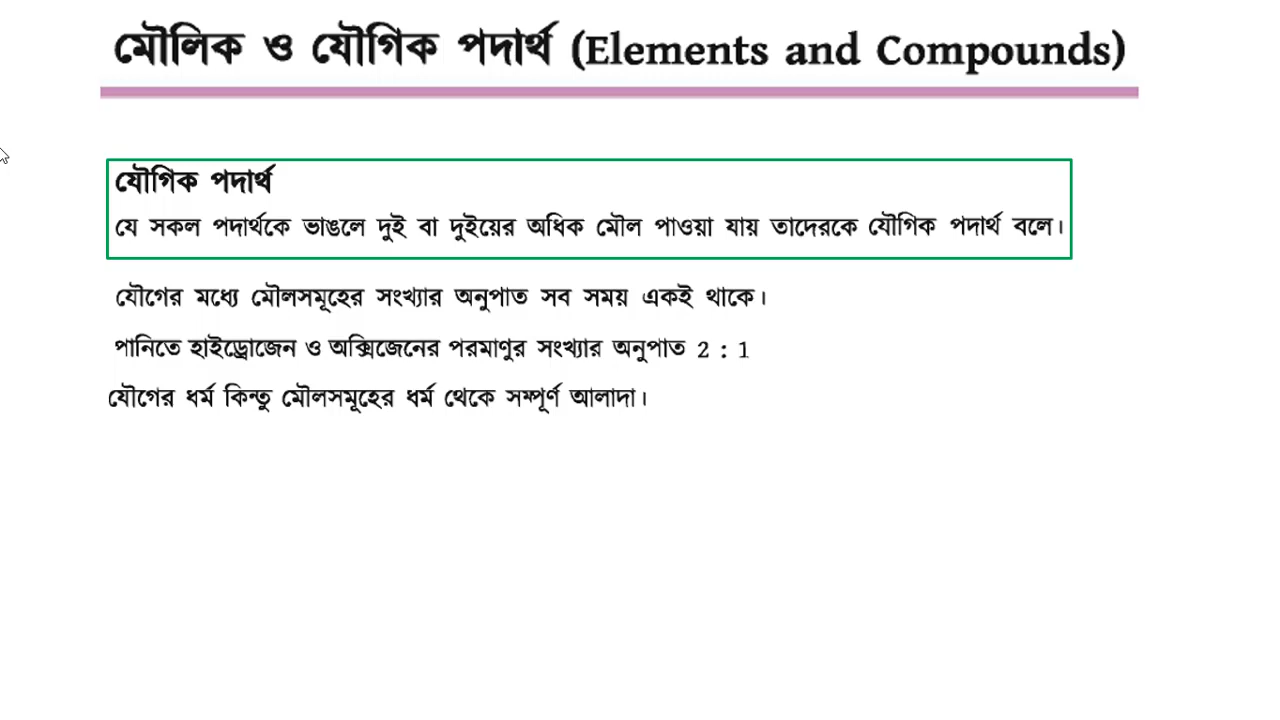 মৌলিক ও যৌগিক পদার্থ (Elements and Compounds)
যৌগিক পদার্থ
যে সকল পদার্থকে ভাঙলে দুই বা দুইয়ের অধিক মৌল পাওয়া যায় তাদেরকে যৌগিক পদার্থ বলে।
যৌগের মধ্যে মৌলসমূহের সংখ্যার অনুপাত সব সময় একই থাকে।
পানিতে হাইড্রোজেন ও অক্সিজেনের পরমাণুর সংখ্যার অনুপাত 2 : 1
যৌগের ধর্ম কিন্তু মৌলসমূহের ধর্ম থেকে সম্পূর্ণ আলাদা।